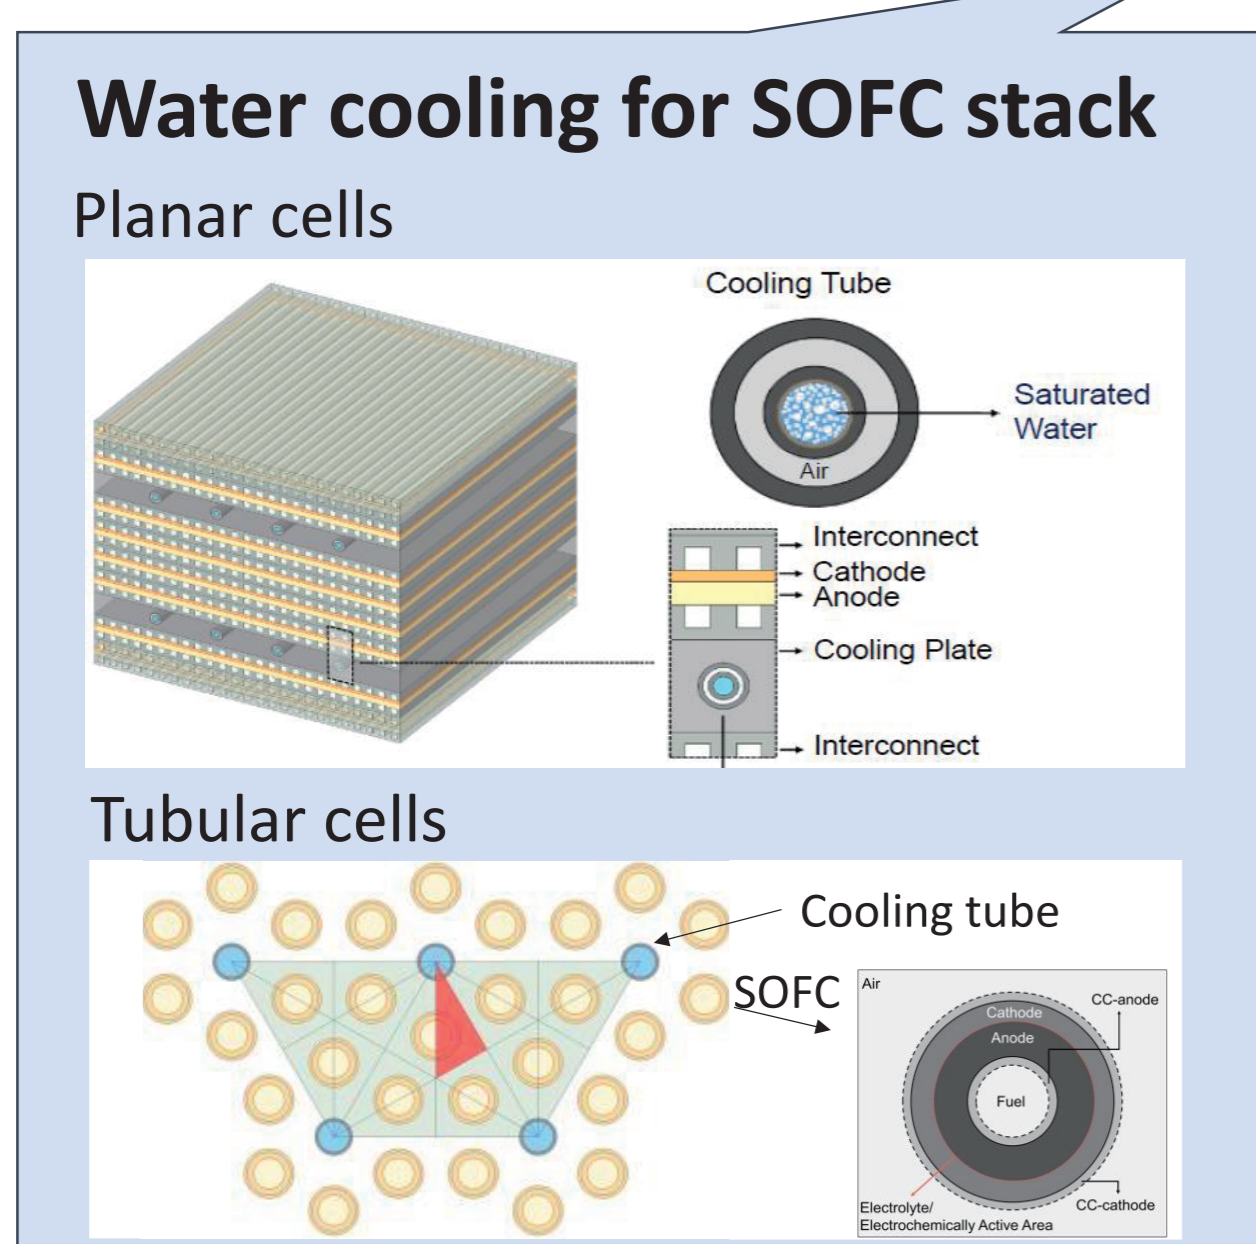 Water cooling for SOFC stack
Planar cells
Cooling Tube
Saturated
Water
Air
Interconnect
Cathode
Anode
Cooling Plate
Interconnect
Tubular cells
Cooling tube
SOFC
Air
CC-anode
Cathode
Anode
Fuel
Electrolyte/
Electrochemically Active Area
CC-cathode